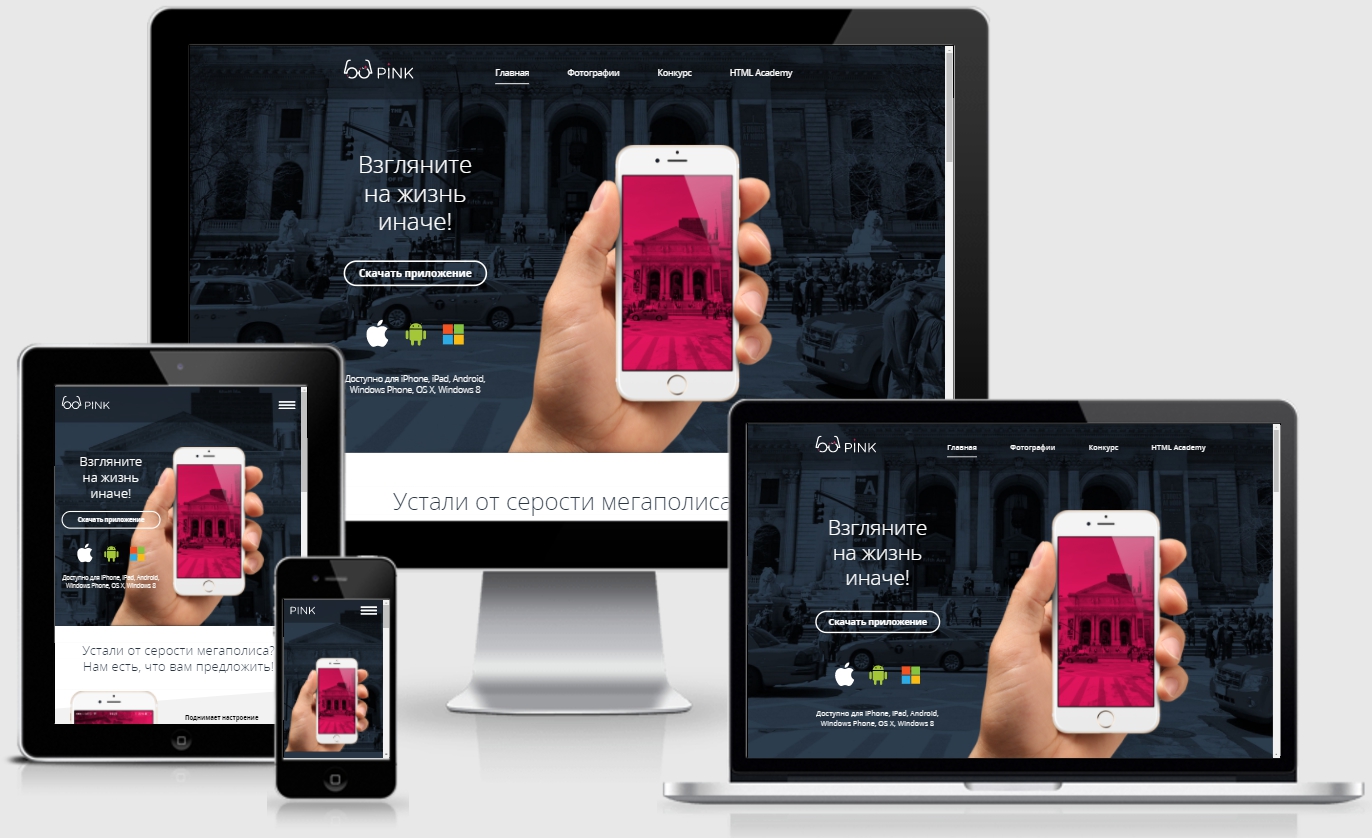 PINK
Главная Фотографии Конкурс HTML Academy
Взгляните
на жизнь
иначе!
Скачать приложение
Доступно для iPhone, iPad, Android,
Windows Phone, OS X, Windows 8
Устали от серости мегаполиса
PINK
Взгляните
на жизнь
иначе!
Скачать приложение
Доступно для iPhone, iPad, Android,
Windows Phone, OS X, Windows 8
Устали от серости мегаполиса?
Нам есть, что вам предложить!
Поднимает настроение
PINK
PINK
Главная Фотографии Конкурс HTML Academy
Взгляните
на жизнь
иначе!
Скачать приложение
Доступно для iPhone, iPad, Android,
Windows Phone, OS X, Windows 8